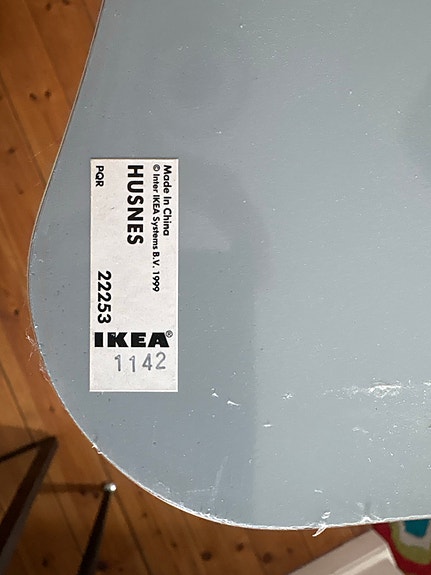 Made In China
© Inter IKEA Systems B.V. 1999
HUSNES
22253
PQR
IKEA®
1142